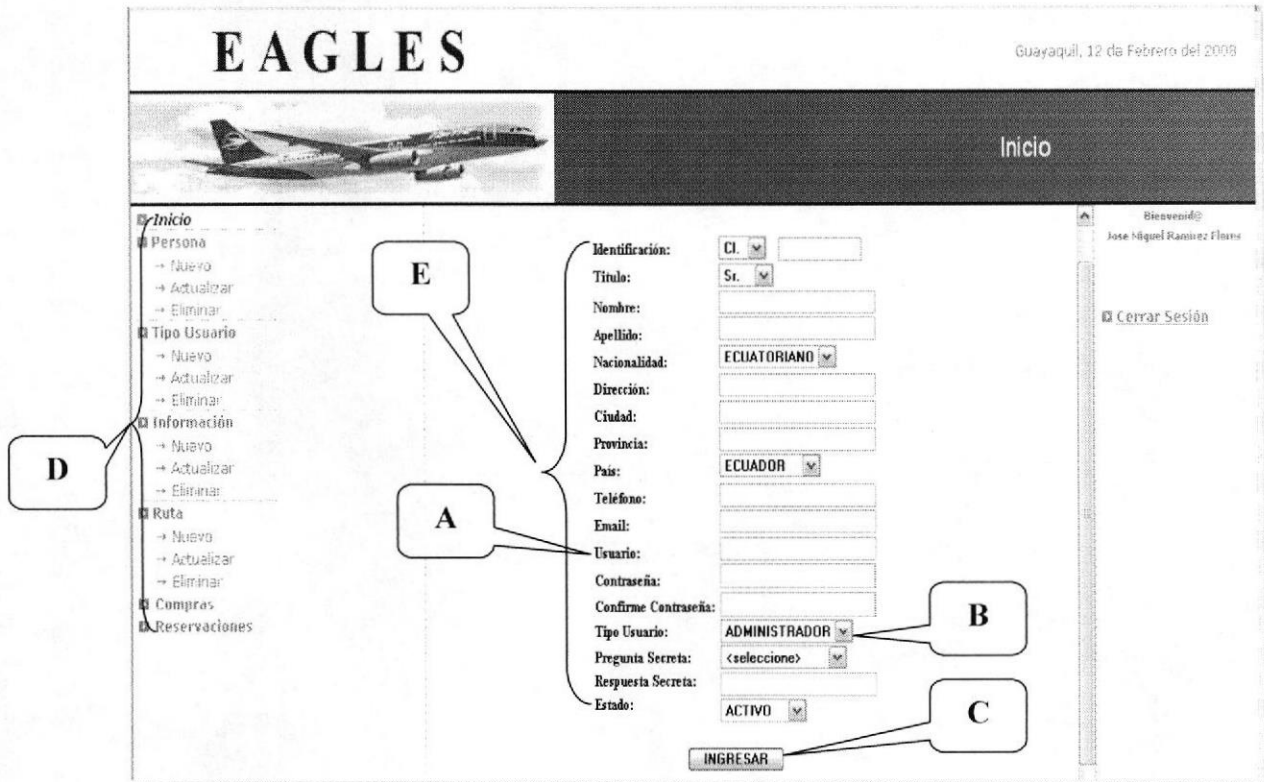 EAGLES
Guayaquil, 12 de Febrero del 2008
Inicio
Inicio
Persona
→ Nuevo
→ Actualizar
→ Eliminar
Tipo Usuario
→ Nuevo
→ Actualizar
→ Eliminar
Información
→ Nuevo
→ Actualizar
→ Eliminar
Ruta
→ Nuevo
→ Actualizar
→ Eliminar
Compras
Reservaciones
D
E
A
Identificación: CI.
Titulo: Sr.
Nombre:
Apellido:
Nacionalidad: ECUATORIANO
Dirección:
Ciudad:
Provincia:
País: ECUADOR
Teléfono:
Email:
Usuario:
Contraseña:
Confirme Contraseña:
Tipo Usuario: ADMINISTRADOR
Pregunta Secreta: <seleccione>
Respuesta Secreta:
Estado: ACTIVO
INGRESAR
B
C
Bienvenid@
Jose Miguel Ramirez Flores
Cerrar Sesión